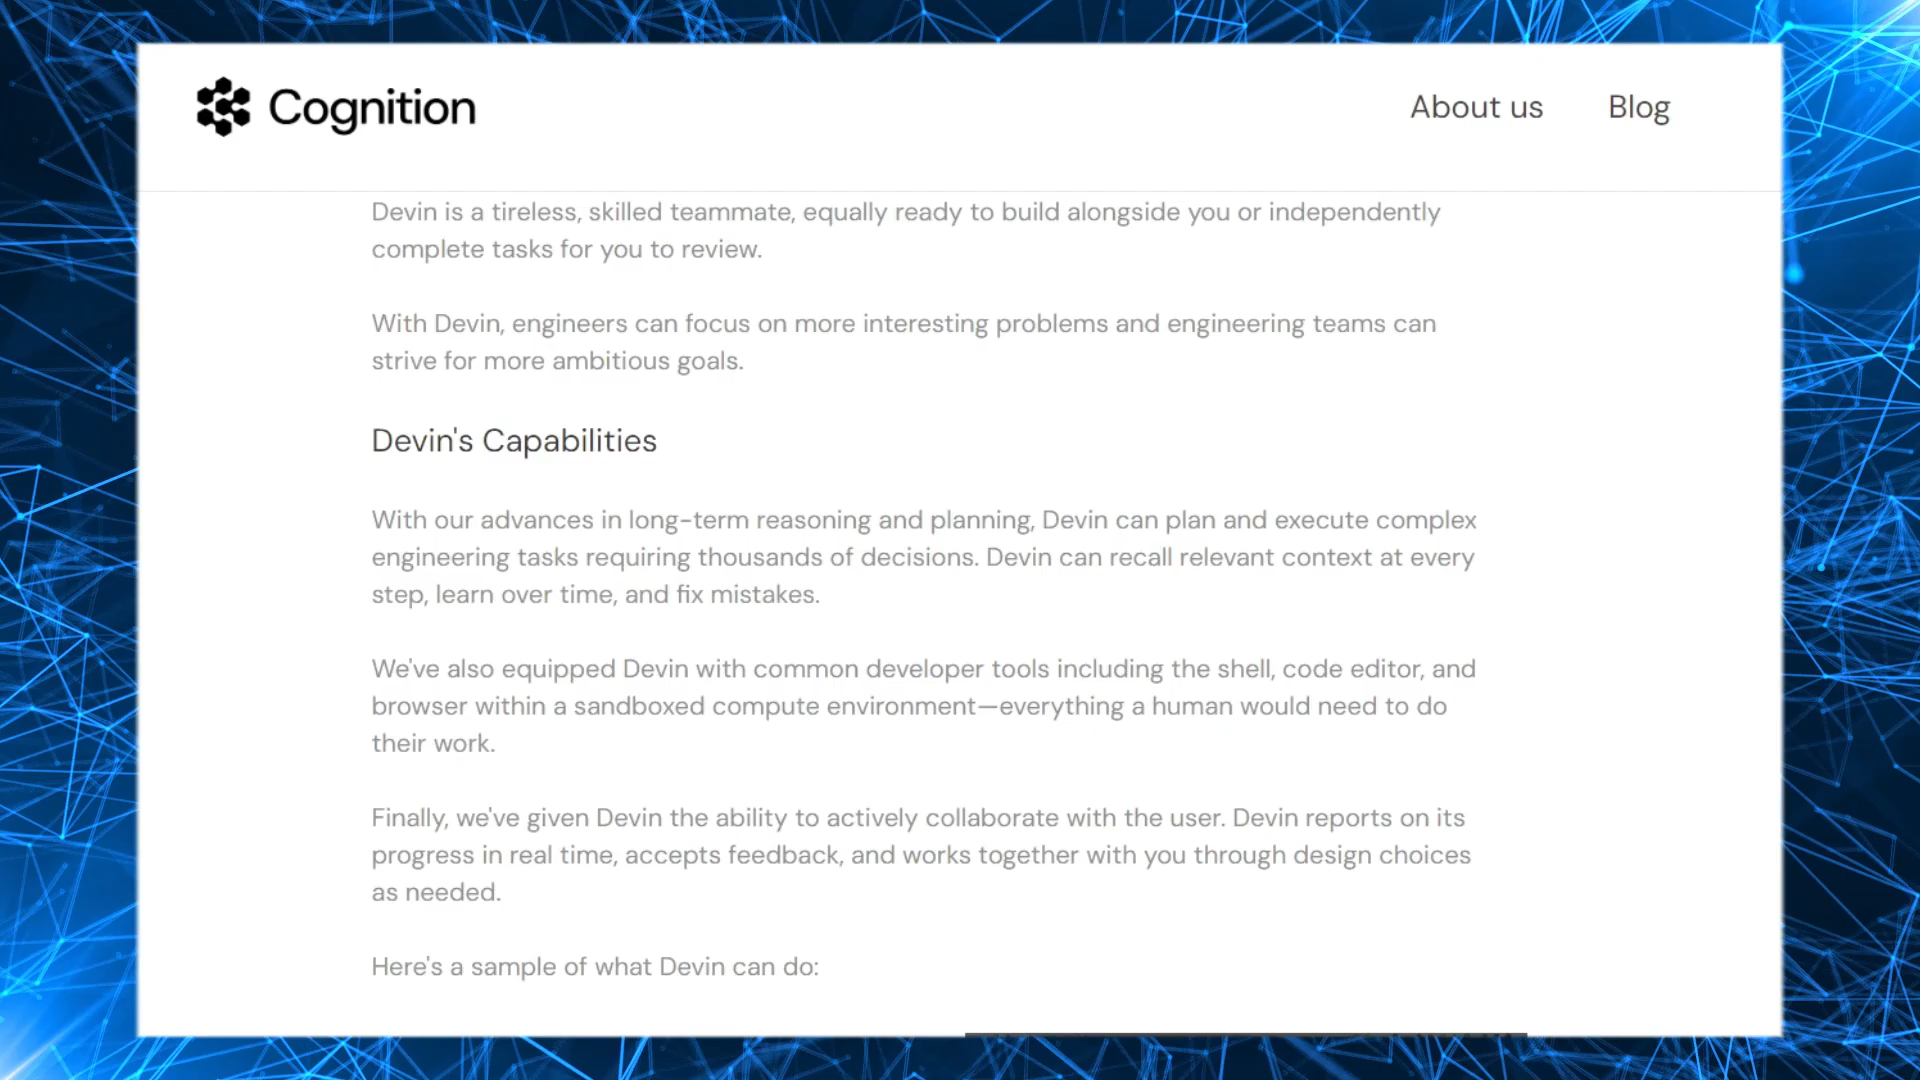 Cognition
About us
Blog
Devin is a tireless, skilled teammate, equally ready to build alongside you or independently
complete tasks for you to review.
With Devin, engineers can focus on more interesting problems and engineering teams can
strive for more ambitious goals.
Devin's Capabilities
With our advances in long-term reasoning and planning, Devin can plan and execute complex
engineering tasks requiring thousands of decisions. Devin can recall relevant context at every
step, learn over time, and fix mistakes.
We've also equipped Devin with common developer tools including the shell, code editor, and
browser within a sandboxed compute environment—everything a human would need to do
their work.
Finally, we've given Devin the ability to actively collaborate with the user. Devin reports on its
progress in real time, accepts feedback, and works together with you through design choices
as needed.
Here's a sample of what Devin can do: